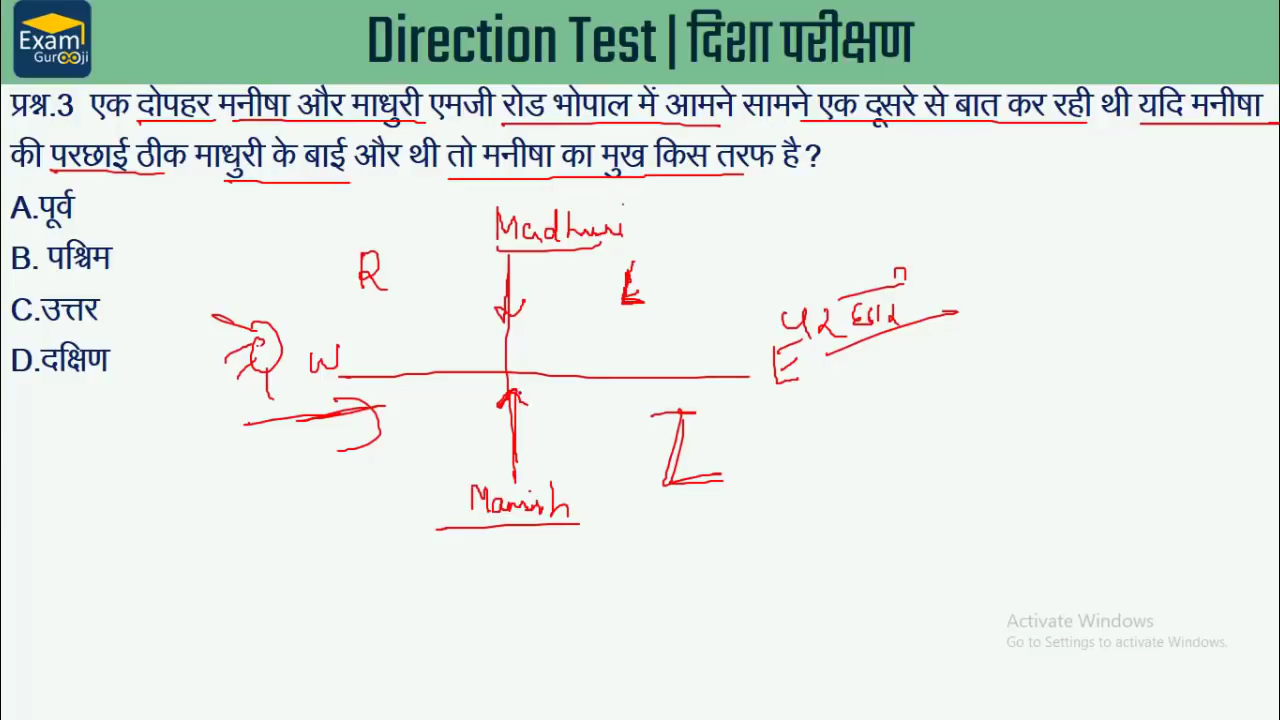 Exam
Gurooji
Direction Test | दिशा परीक्षण
प्रश्न.3 एक दोपहर मनीषा और माधुरी एमजी रोड भोपाल में आमने सामने एक दूसरे से बात कर रही थी यदि मनीषा
की परछाई ठीक माधुरी के बाई और थी तो मनीषा का मुख किस तरफ है?
A.पूर्व
B. पश्चिम
C.उत्तर
D.दक्षिण
Madhuri
R
L
W
E
Manish
Activate Windows
Go to Settings to activate Windows.